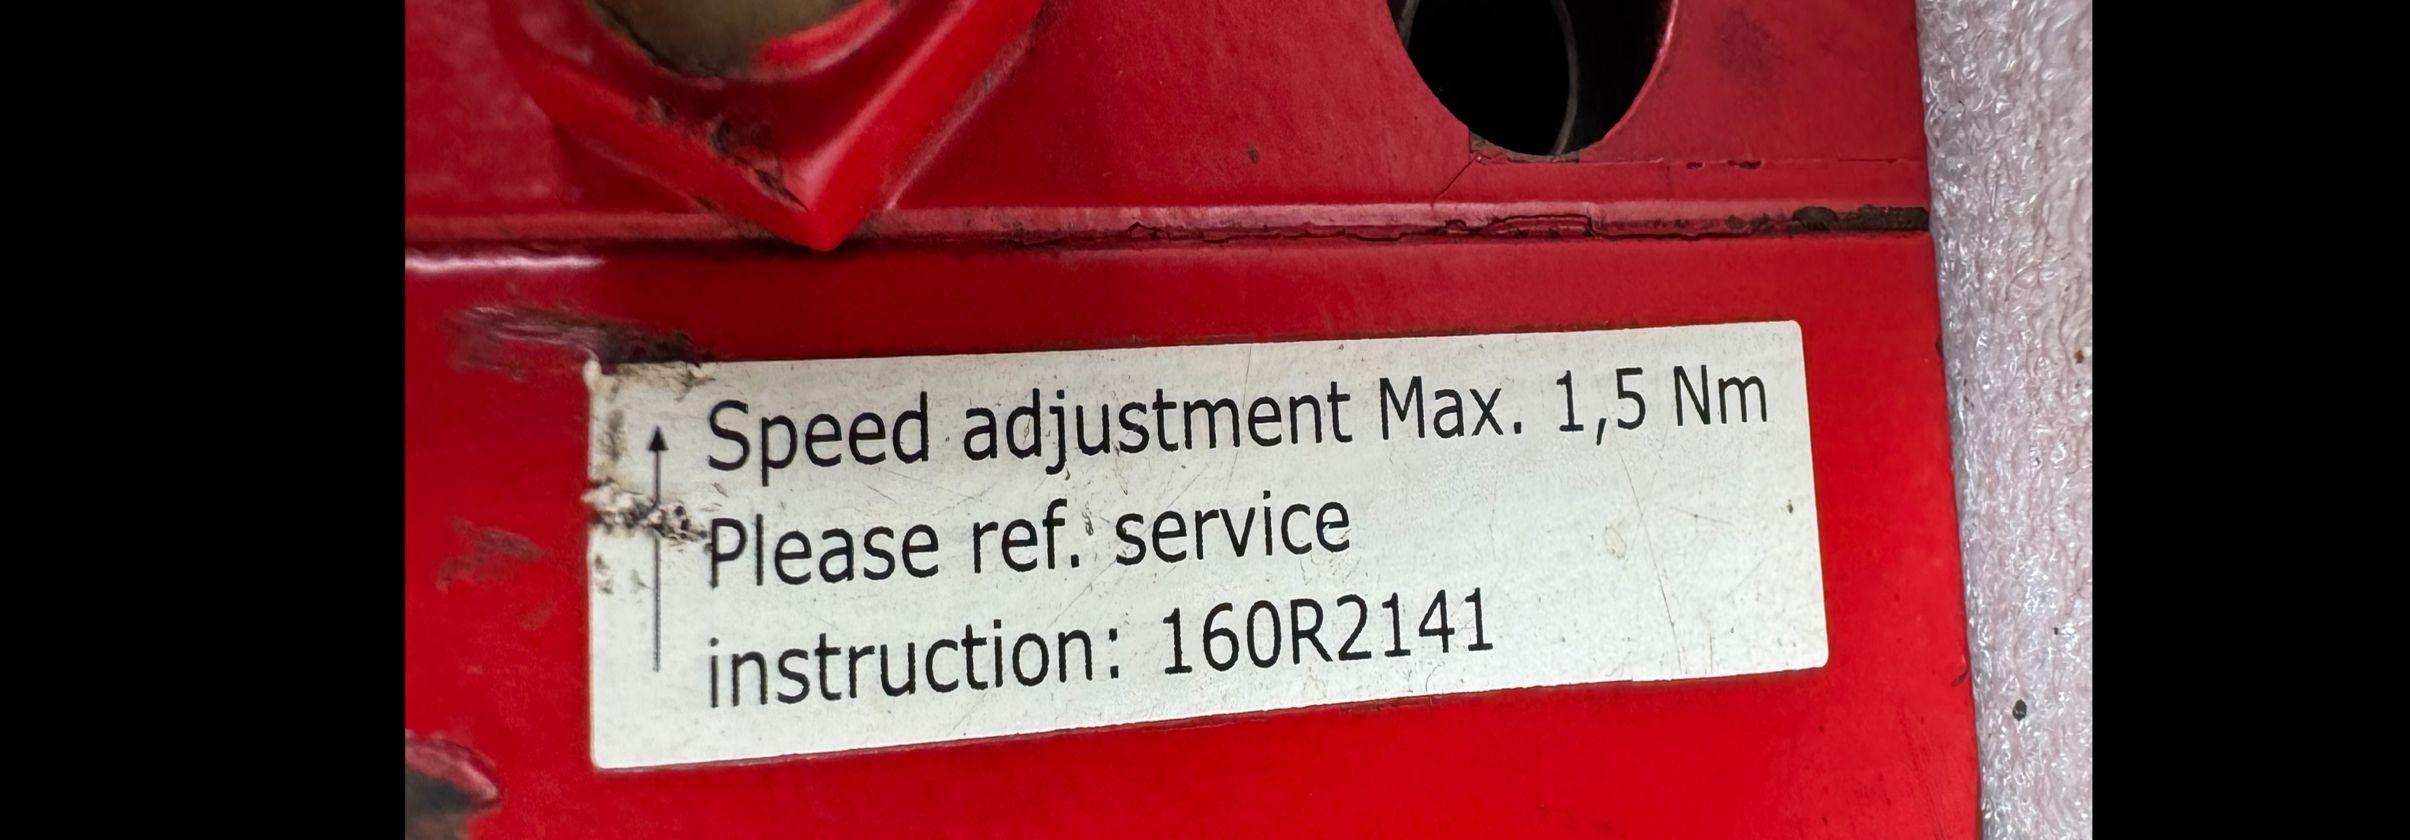 Speed adjustment Max. 1,5 Nm
Please ref. service
instruction: 160R2141